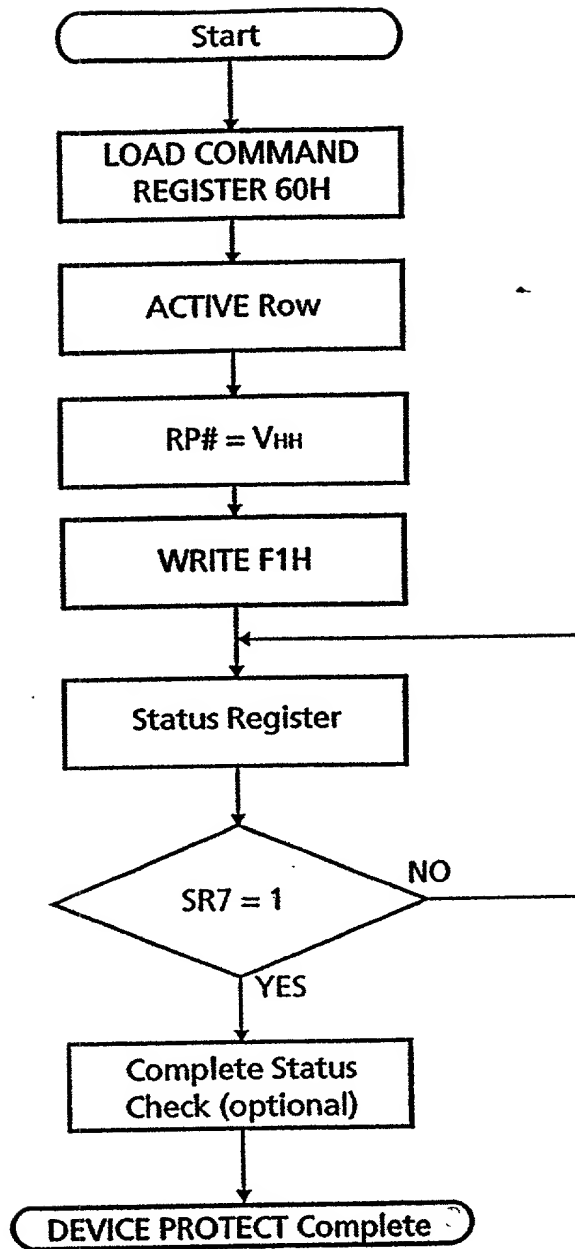 Start
LOAD COMMAND
REGISTER 60H
ACTIVE Row
RP# = VHH
WRITE F1H
Status Register
SR7 = 1
NO
YES
Complete Status
Check (optional)
DEVICE PROTECT Complete